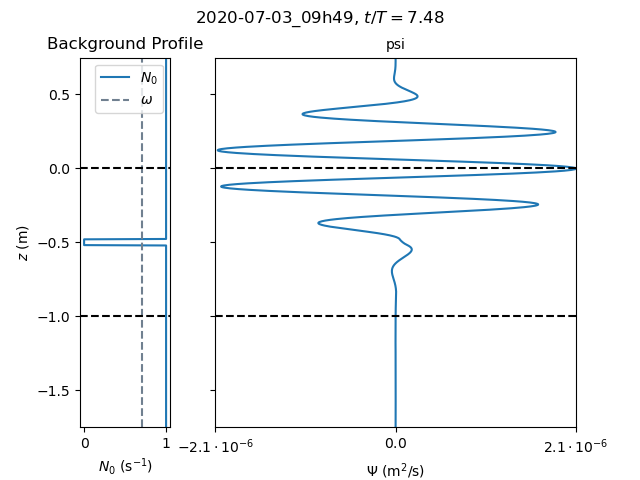 2020-07-03_09h49, t/T = 7.48
Background Profile
psi
N₀
ω
0.5
0.0
−0.5
−1.0
−1.5
z (m)
0 1
−2.1 · 10⁻⁶ 0.0 2.1 · 10⁻⁶
N₀ (s⁻¹)
Ψ (m²/s)